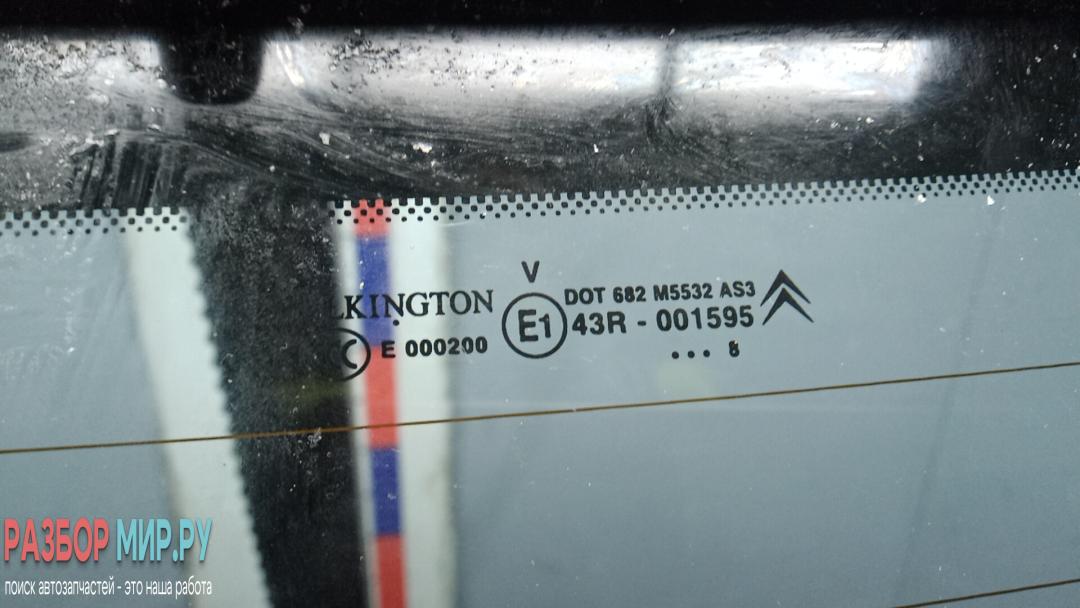 V
LKINGTON
DOT 682 M5532 AS3
E1
43R - 001595
C
E 000200
... 8
РАЗБОР МИР.РУ
поиск автозапчастей - это наша работа